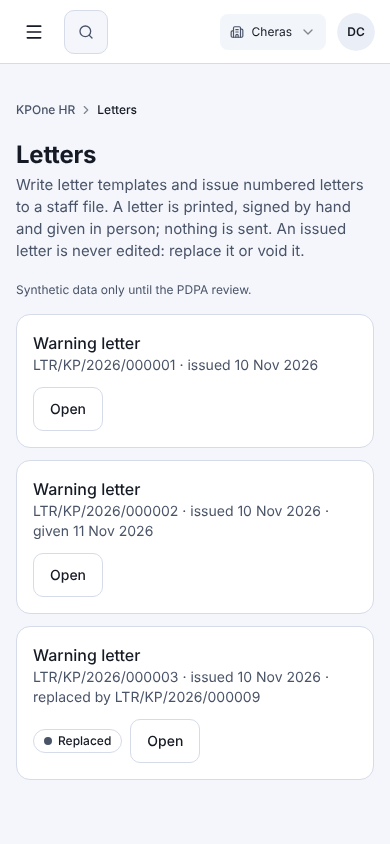 Cheras
DC
KPOne HR > Letters
Letters
Write letter templates and issue numbered letters
to a staff file. A letter is printed, signed by hand
and given in person; nothing is sent. An issued
letter is never edited: replace it or void it.
Synthetic data only until the PDPA review.
Warning letter
LTR/KP/2026/000001 · issued 10 Nov 2026
Open
Warning letter
LTR/KP/2026/000002 · issued 10 Nov 2026 ·
given 11 Nov 2026
Open
Warning letter
LTR/KP/2026/000003 · issued 10 Nov 2026 ·
replaced by LTR/KP/2026/000009
Replaced
Open